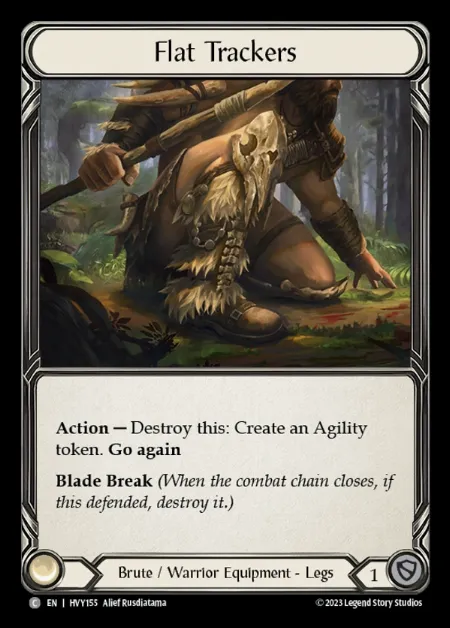 Flat Trackers
Action — Destroy this: Create an Agility
token. Go again
Blade Break (When the combat chain closes, if
this defended, destroy it.)
Brute / Warrior Equipment - Legs
1
C EN | HVY155 Alief Rusdiatama
© 2023 Legend Story Studios